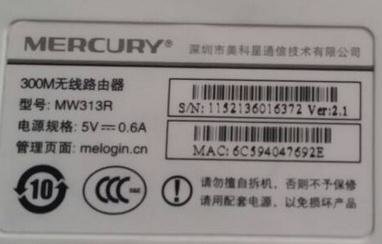 MERCURY® 深圳市美科星通信技术有限公司
300M无线路由器
型号: MW313R
S/N: 1152136016372 Ver:2.1
电源规格: 5V⎓0.6A
管理页面: melogin.cn
MAC: 6C594047692E
10
CCC
请勿擅自拆机，否则不予保修
请用配套电源，以免损坏产品